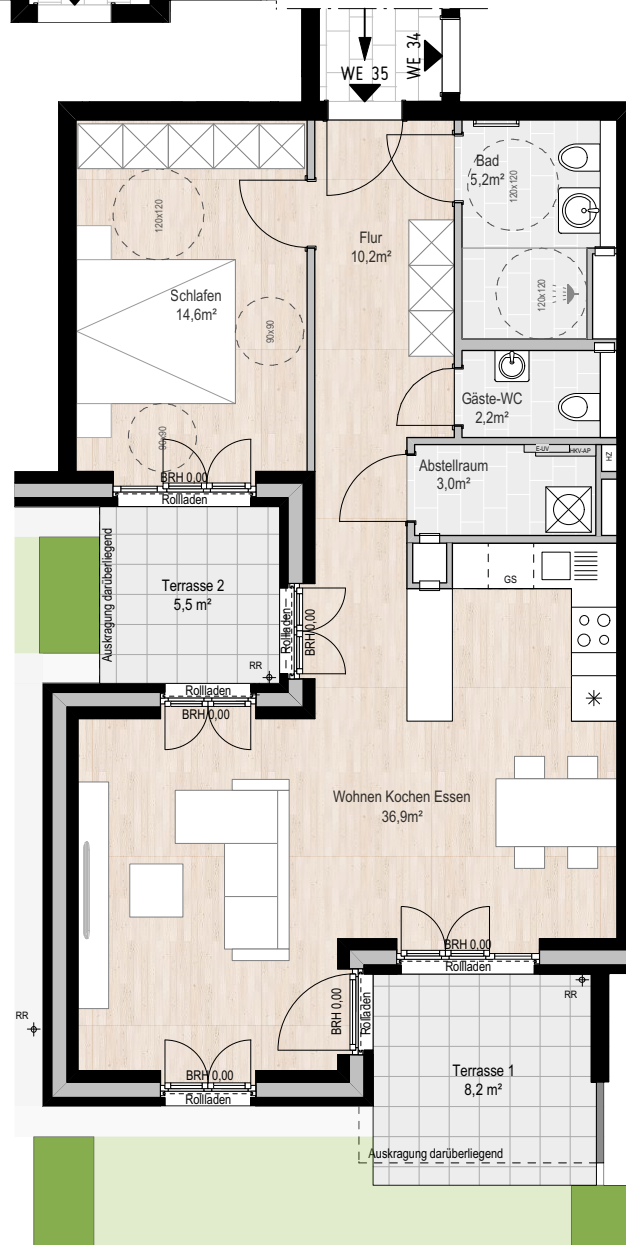 WE 35
WE 34
Bad
5,2m²
120x120
120x120
Flur
10,2m²
120x120
Schlafen
14,6m²
90x90
90x90
Gäste-WC
2,2m²
Abstellraum
3,0m²
E-UV
HKV-AP
HZ
BRH 0,00
Rollladen
Auskragung darüberliegend
Terrasse 2
5,5 m²
RR
Rollladen
BRH 0,00
GS
Rollladen
BRH 0,00
Wohnen Kochen Essen
36,9m²
BRH 0,00
Rollladen
RR
BRH 0,00
Rollladen
RR
Terrasse 1
8,2 m²
BRH 0,00
Rollladen
Auskragung darüberliegend